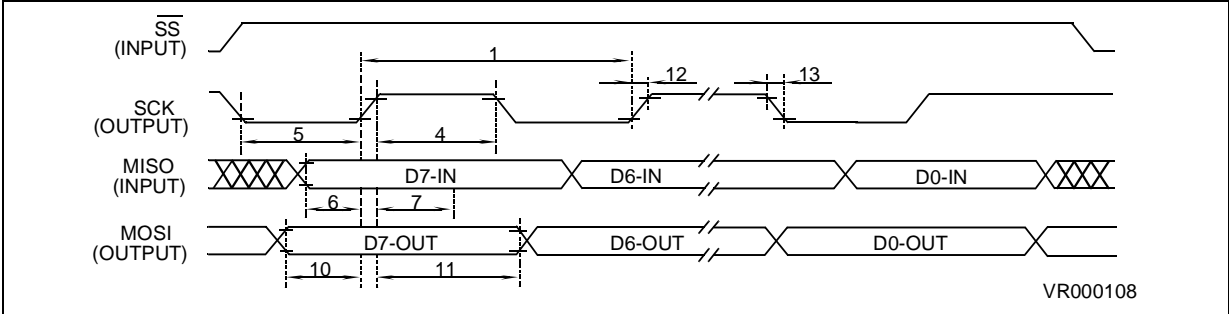 SS
(INPUT)
1
12
13
SCK
(OUTPUT)
5
4
MISO
(INPUT)
D7-IN
D6-IN
D0-IN
6
7
MOSI
(OUTPUT)
D7-OUT
D6-OUT
D0-OUT
10
11
VR000108